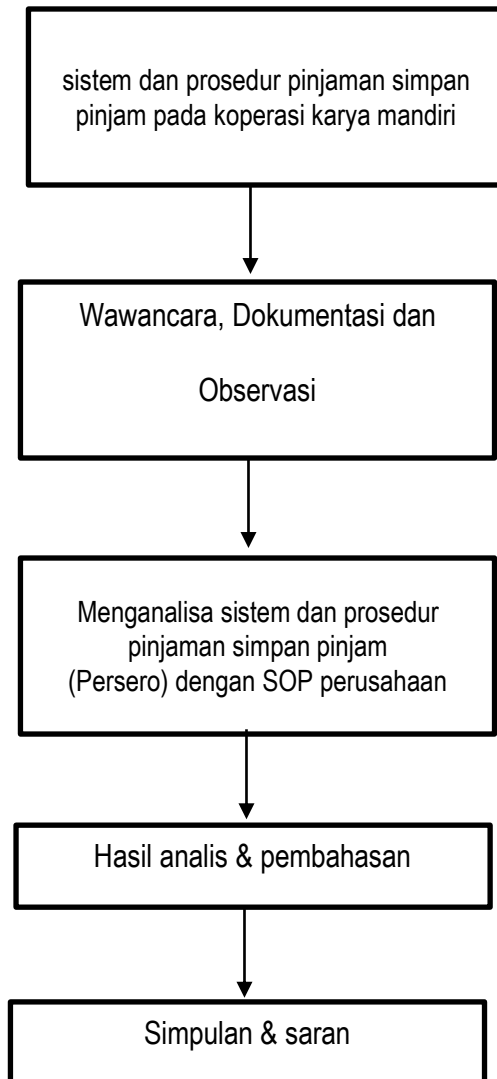 sistem dan prosedur pinjaman simpan
pinjam pada koperasi karya mandiri
Wawancara, Dokumentasi dan
Observasi
Menganalisa sistem dan prosedur
pinjaman simpan pinjam
(Persero) dengan SOP perusahaan
Hasil analis & pembahasan
Simpulan & saran